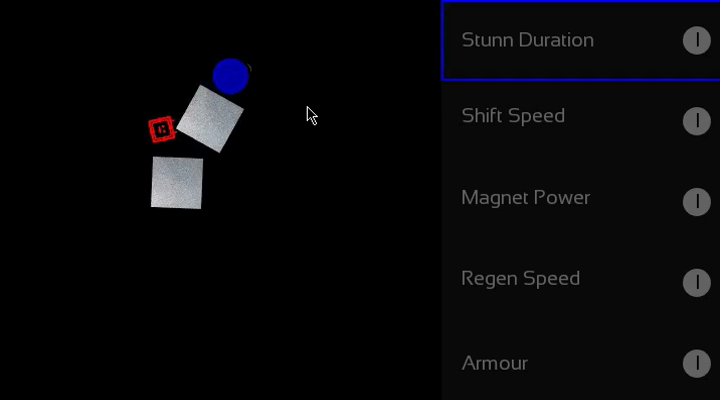 Stunn Duration
I
Shift Speed
I
Magnet Power
I
Regen Speed
I
Armour
I